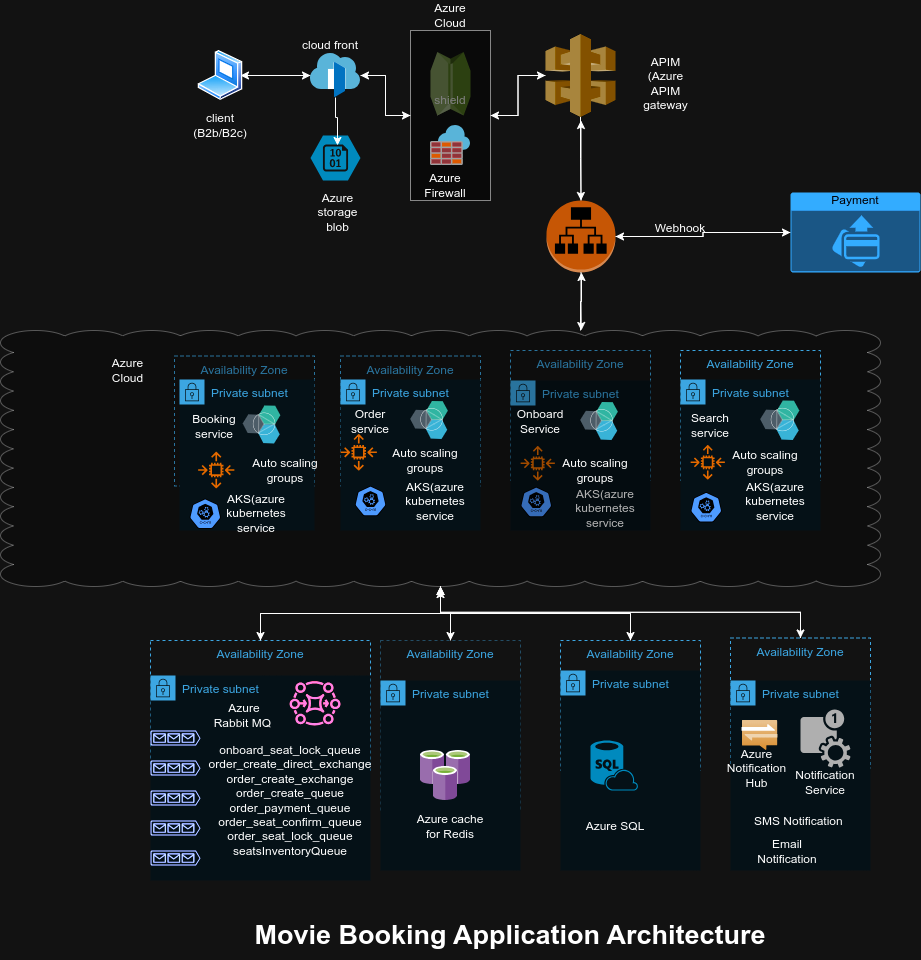 Azure
Cloud
cloud front
client
(B2b/B2c)
shield
Azure
Firewall
APIM
(Azure
APIM
gateway
10
01
Azure
storage
blob
Webhook
Payment
Azure
Cloud
Availability Zone
Private subnet
Booking
service
Auto scaling
groups
AKS(azure
kubernetes
service
Availability Zone
Private subnet
Order
service
Auto scaling
groups
AKS(azure
kubernetes
service
Availability Zone
Private subnet
Onboard
Service
Auto scaling
groups
AKS(azure
kubernetes
service
Availability Zone
Private subnet
Search
service
Auto scaling
groups
AKS(azure
kubernetes
service
Availability Zone
Private subnet
Azure
Rabbit MQ
onboard_seat_lock_queue
order_create_direct_exchange
order_create_exchange
order_create_queue
order_payment_queue
order_seat_confirm_queue
order_seat_lock_queue
seatsInventoryQueue
Availability Zone
Private subnet
Azure cache
for Redis
Availability Zone
Private subnet
SQL
Azure SQL
Availability Zone
Private subnet
1
Azure
Notification
Hub
Notification
Service
SMS Notification
Email
Notification
Movie Booking Application Architecture